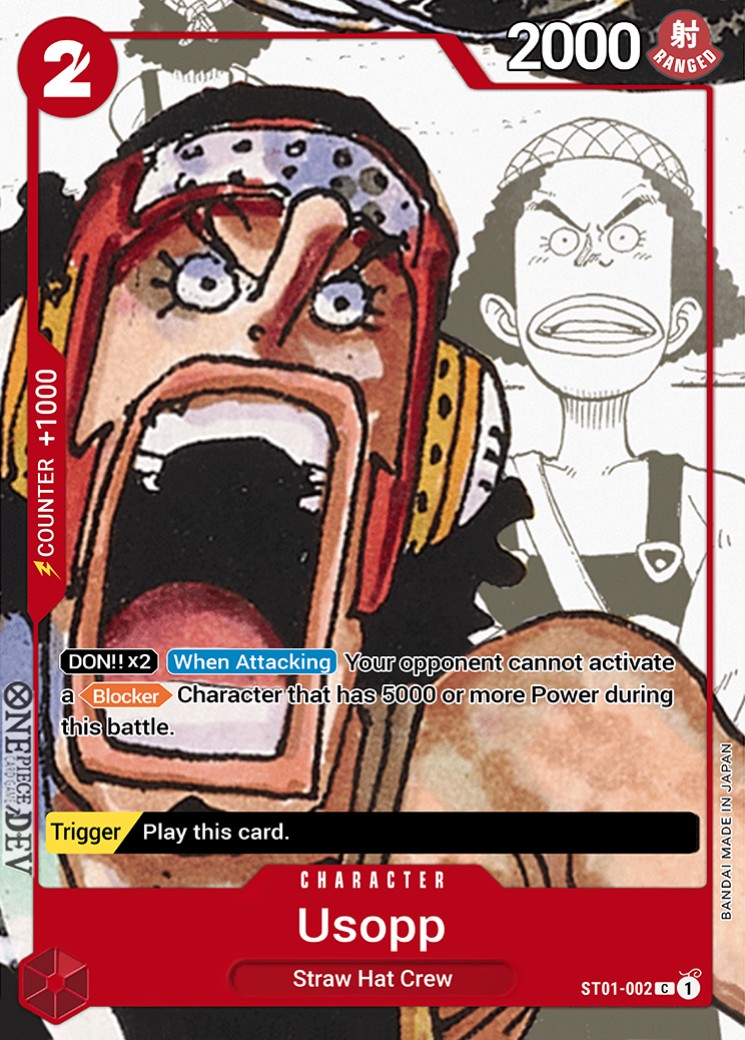 2
2000
射
RANGED
COUNTER +1000
DON!! x2 When Attacking Your opponent cannot activate
a Blocker Character that has 5000 or more Power during
this battle.
Trigger Play this card.
ONE PIECE
CARD GAME
/DEV
BANDAI MADE IN JAPAN
CHARACTER
Usopp
Straw Hat Crew
ST01-002 C 1